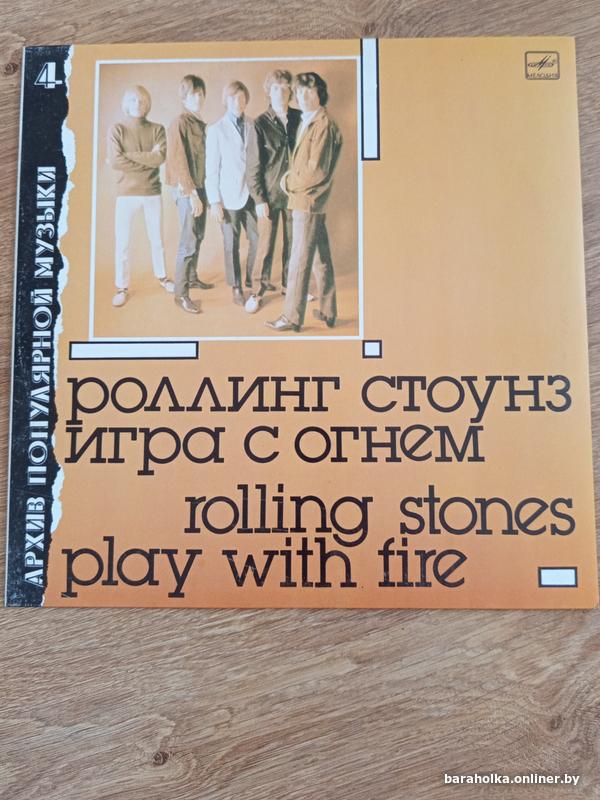 4
АРХИВ ПОПУЛЯРНОЙ МУЗЫКИ
МЕЛОДИЯ
роллинг стоунз
игра с огнем
rolling stones
play with fire
baraholka.onliner.by